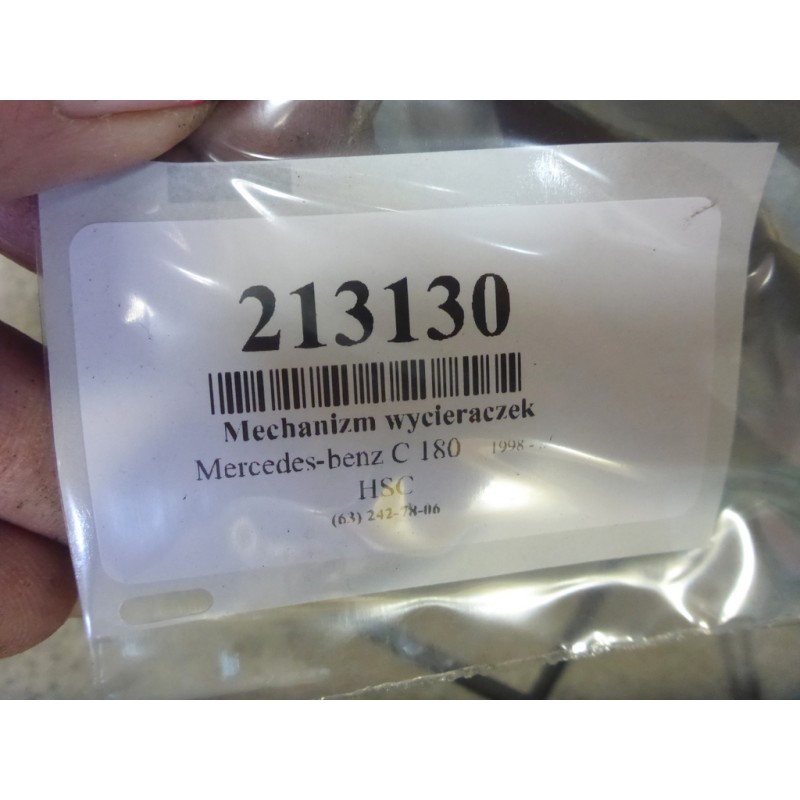 213130
Mechanizm wycieraczek
Mercedes-benz C 180 1998 -
HSC
(63) 242-78-06